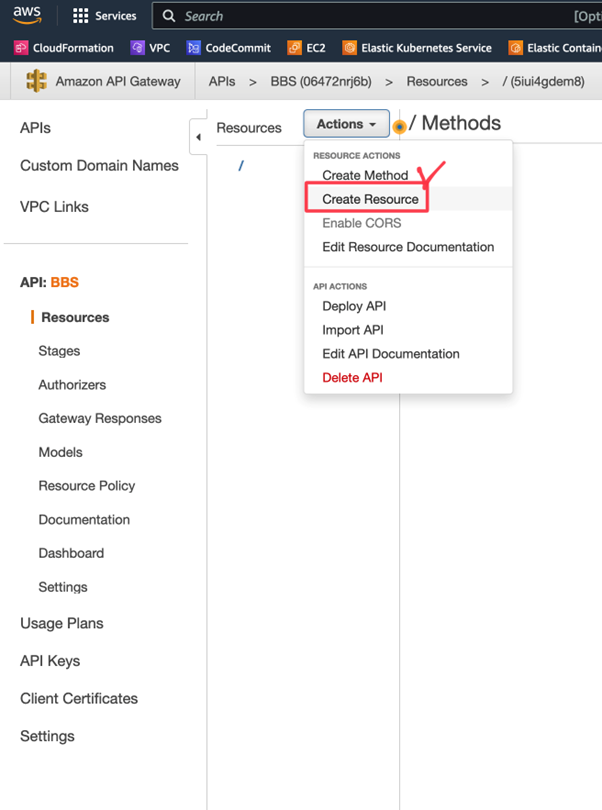 aws Services Search [Opti
CloudFormation VPC CodeCommit EC2 Elastic Kubernetes Service Elastic Contain
Amazon API Gateway APIs > BBS (06472nrj6b) > Resources > / (5iui4gdem8)
APIs
Custom Domain Names
VPC Links
API: BBS
Resources
Stages
Authorizers
Gateway Responses
Models
Resource Policy
Documentation
Dashboard
Settings
Usage Plans
API Keys
Client Certificates
Settings
Resources Actions / Methods
/
RESOURCE ACTIONS
Create Method
Create Resource
Enable CORS
Edit Resource Documentation
API ACTIONS
Deploy API
Import API
Edit API Documentation
Delete API